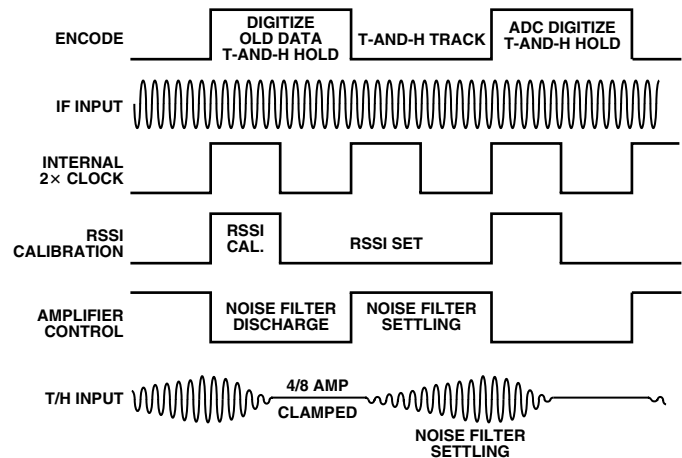 ENCODE
DIGITIZE
OLD DATA
T-AND-H HOLD
T-AND-H TRACK
ADC DIGITIZE
T-AND-H HOLD
IF INPUT
INTERNAL
2× CLOCK
RSSI
CALIBRATION
RSSI
CAL.
RSSI SET
AMPLIFIER
CONTROL
NOISE FILTER
DISCHARGE
NOISE FILTER
SETTLING
T/H INPUT
4/8 AMP
CLAMPED
NOISE FILTER
SETTLING